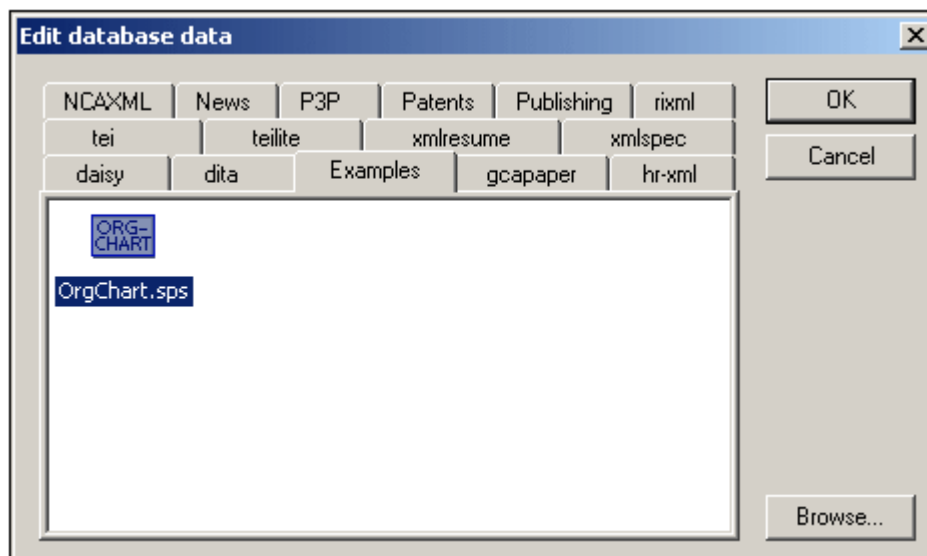 Edit database data
NCAXML News P3P Patents Publishing rixml
OK
tei teilite xmlresume xmlspec
Cancel
daisy dita Examples gcapaper hr-xml
ORG-
CHART
OrgChart.sps
Browse...